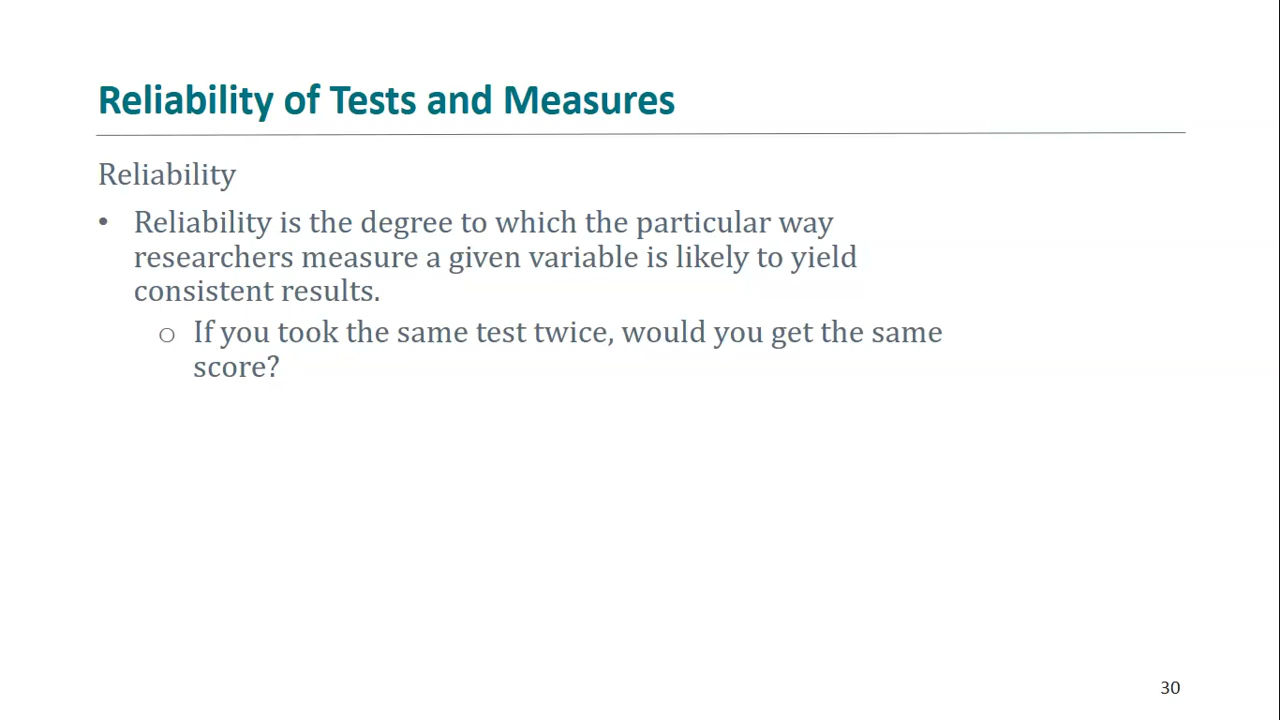 Reliability of Tests and Measures
Reliability
• Reliability is the degree to which the particular way
researchers measure a given variable is likely to yield
consistent results.
○ If you took the same test twice, would you get the same
score?
30